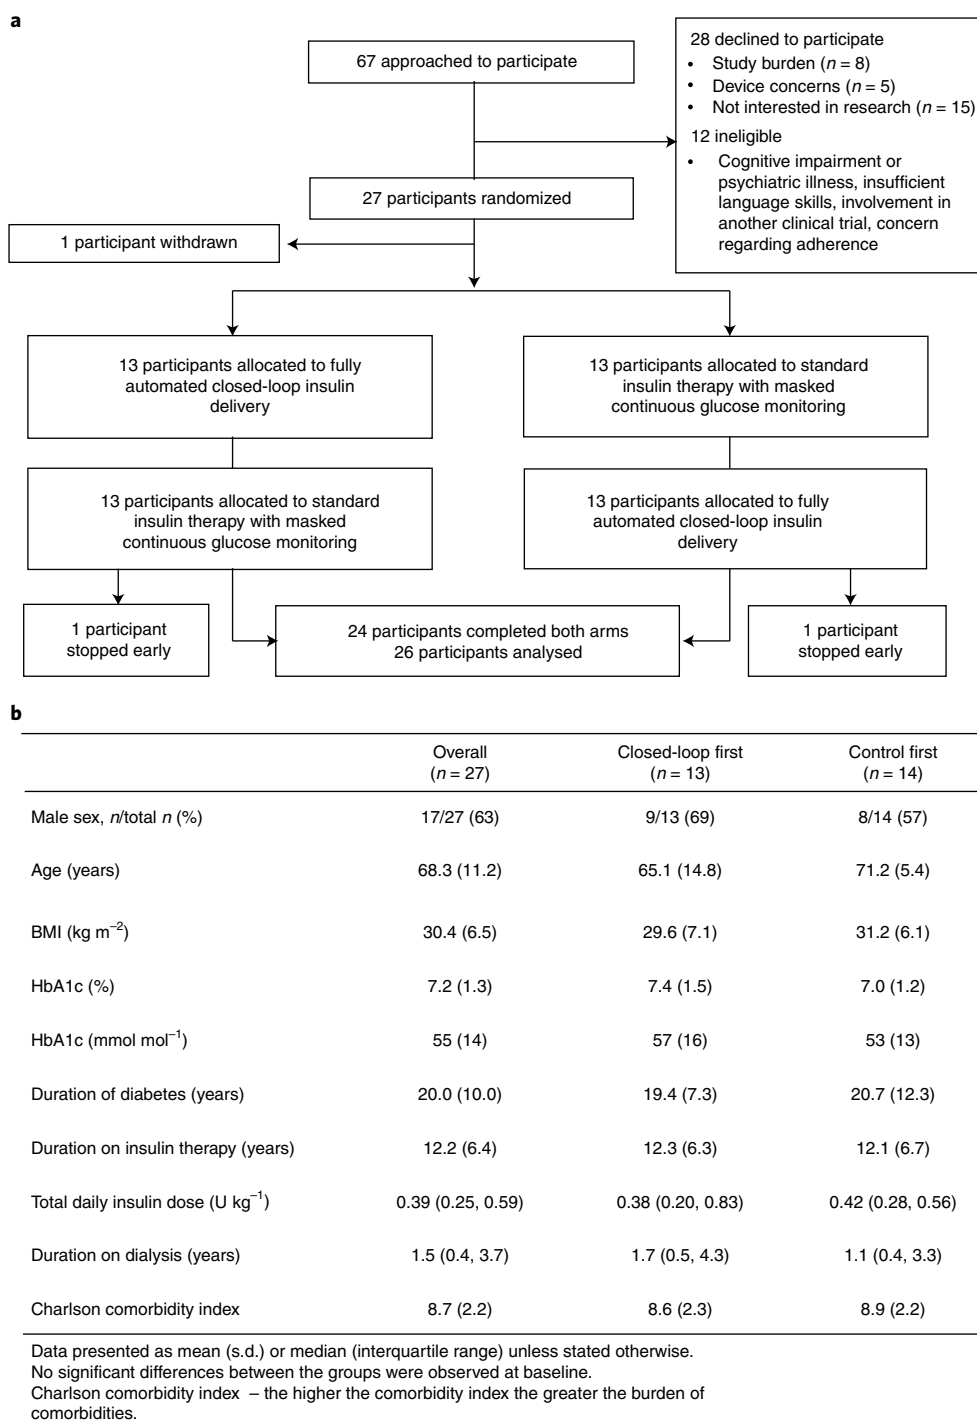 a
67 approached to participate
28 declined to participate
• Study burden (n = 8)
• Device concerns (n = 5)
• Not interested in research (n = 15)
12 ineligible
• Cognitive impairment or
psychiatric illness, insufficient
language skills, involvement in
another clinical trial, concern
regarding adherence
27 participants randomized
1 participant withdrawn
13 participants allocated to fully
automated closed-loop insulin
delivery
13 participants allocated to standard
insulin therapy with masked
continuous glucose monitoring
13 participants allocated to standard
insulin therapy with masked
continuous glucose monitoring
13 participants allocated to fully
automated closed-loop insulin
delivery
1 participant
stopped early
24 participants completed both arms
26 participants analysed
1 participant
stopped early
b
Overall Closed-loop first Control first
(n = 27) (n = 13) (n = 14)
Male sex, n/total n (%) 17/27 (63) 9/13 (69) 8/14 (57)
Age (years) 68.3 (11.2) 65.1 (14.8) 71.2 (5.4)
BMI (kg m⁻²) 30.4 (6.5) 29.6 (7.1) 31.2 (6.1)
HbA1c (%) 7.2 (1.3) 7.4 (1.5) 7.0 (1.2)
HbA1c (mmol mol⁻¹) 55 (14) 57 (16) 53 (13)
Duration of diabetes (years) 20.0 (10.0) 19.4 (7.3) 20.7 (12.3)
Duration on insulin therapy (years) 12.2 (6.4) 12.3 (6.3) 12.1 (6.7)
Total daily insulin dose (U kg⁻¹) 0.39 (0.25, 0.59) 0.38 (0.20, 0.83) 0.42 (0.28, 0.56)
Duration on dialysis (years) 1.5 (0.4, 3.7) 1.7 (0.5, 4.3) 1.1 (0.4, 3.3)
Charlson comorbidity index 8.7 (2.2) 8.6 (2.3) 8.9 (2.2)
Data presented as mean (s.d.) or median (interquartile range) unless stated otherwise.
No significant differences between the groups were observed at baseline.
Charlson comorbidity index – the higher the comorbidity index the greater the burden of
comorbidities.